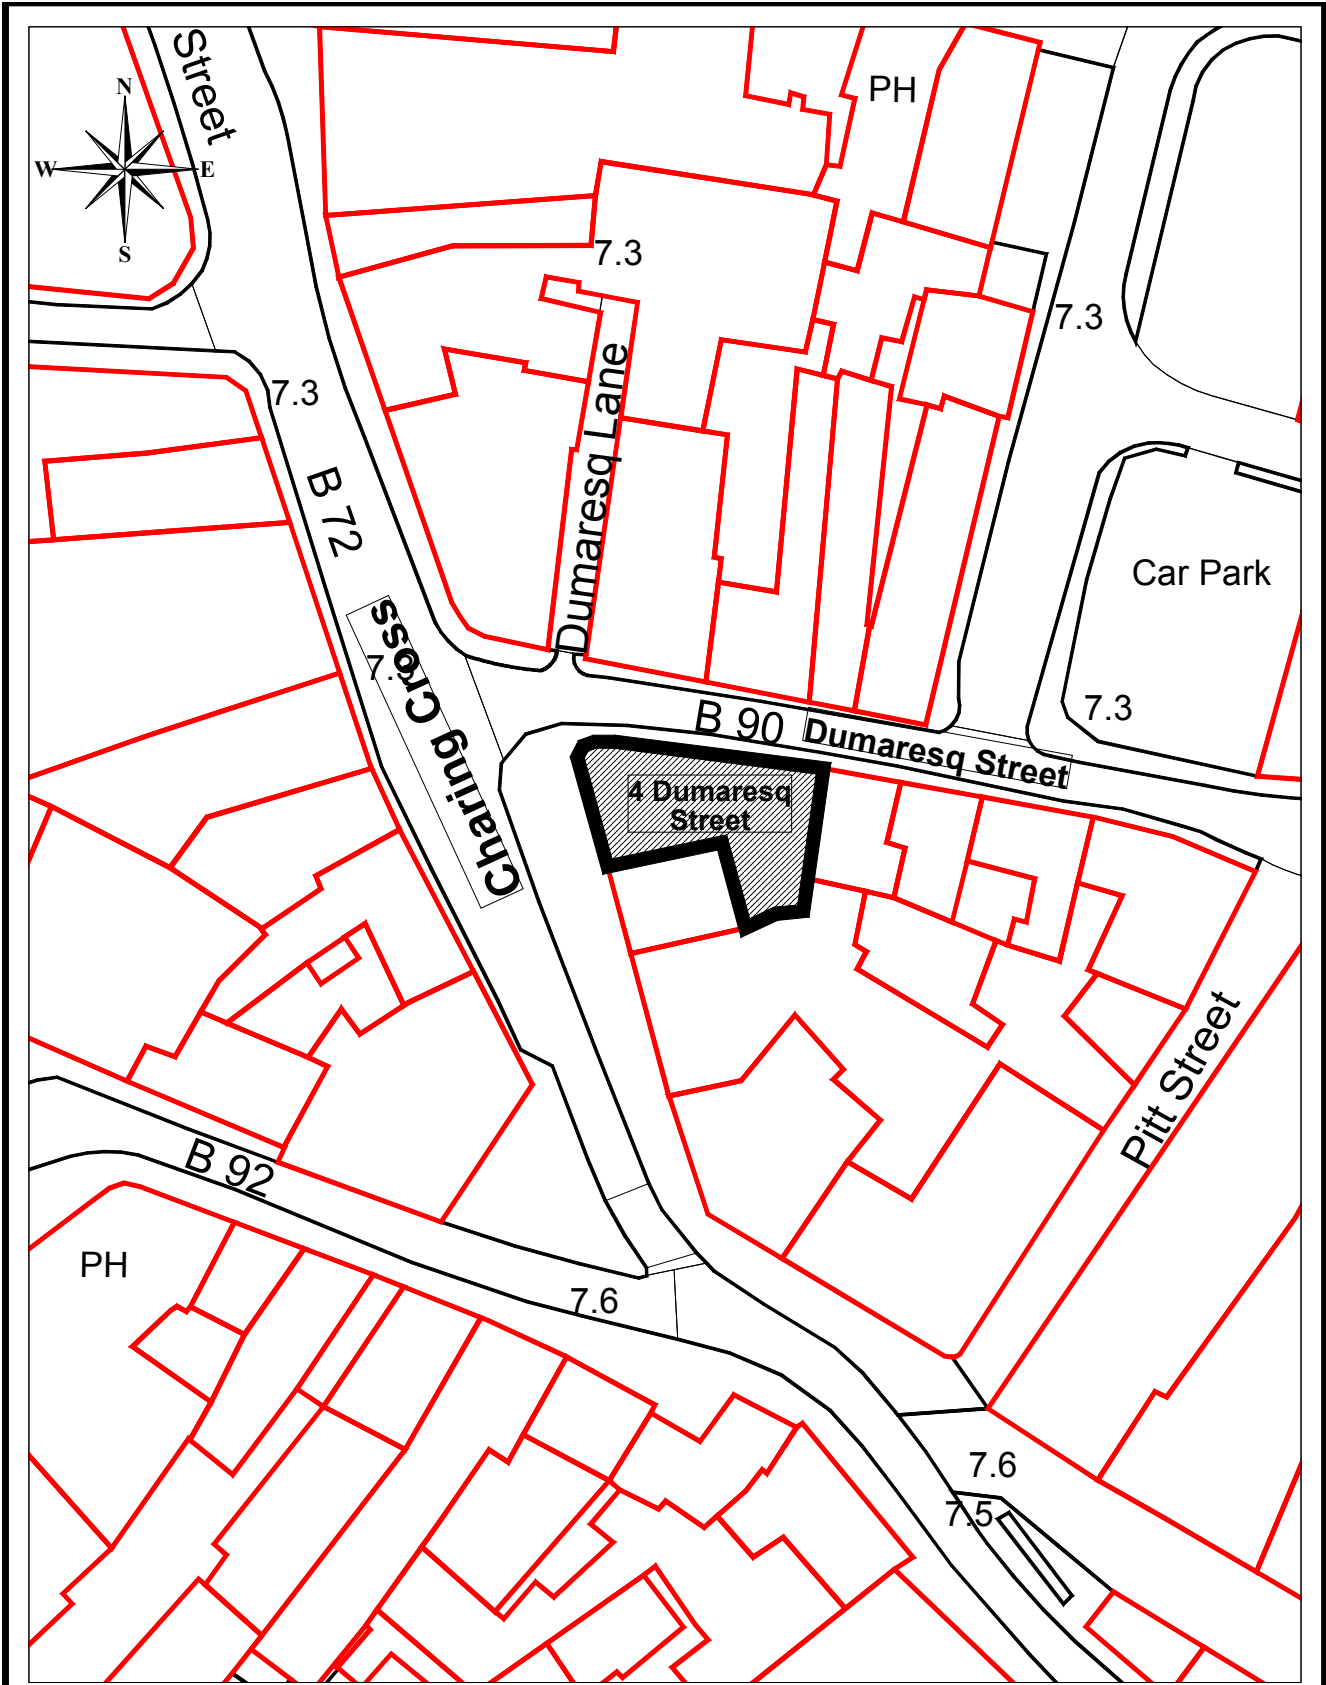 Street
N
W
E
S
PH
7.3
7.3
7.3
Dumaresq Lane
B 72
Car Park
Charing Cross
7.3
B 90
Dumaresq Street
4 Dumaresq
Street
Pitt Street
B 92
PH
7.6
7.6
7.5